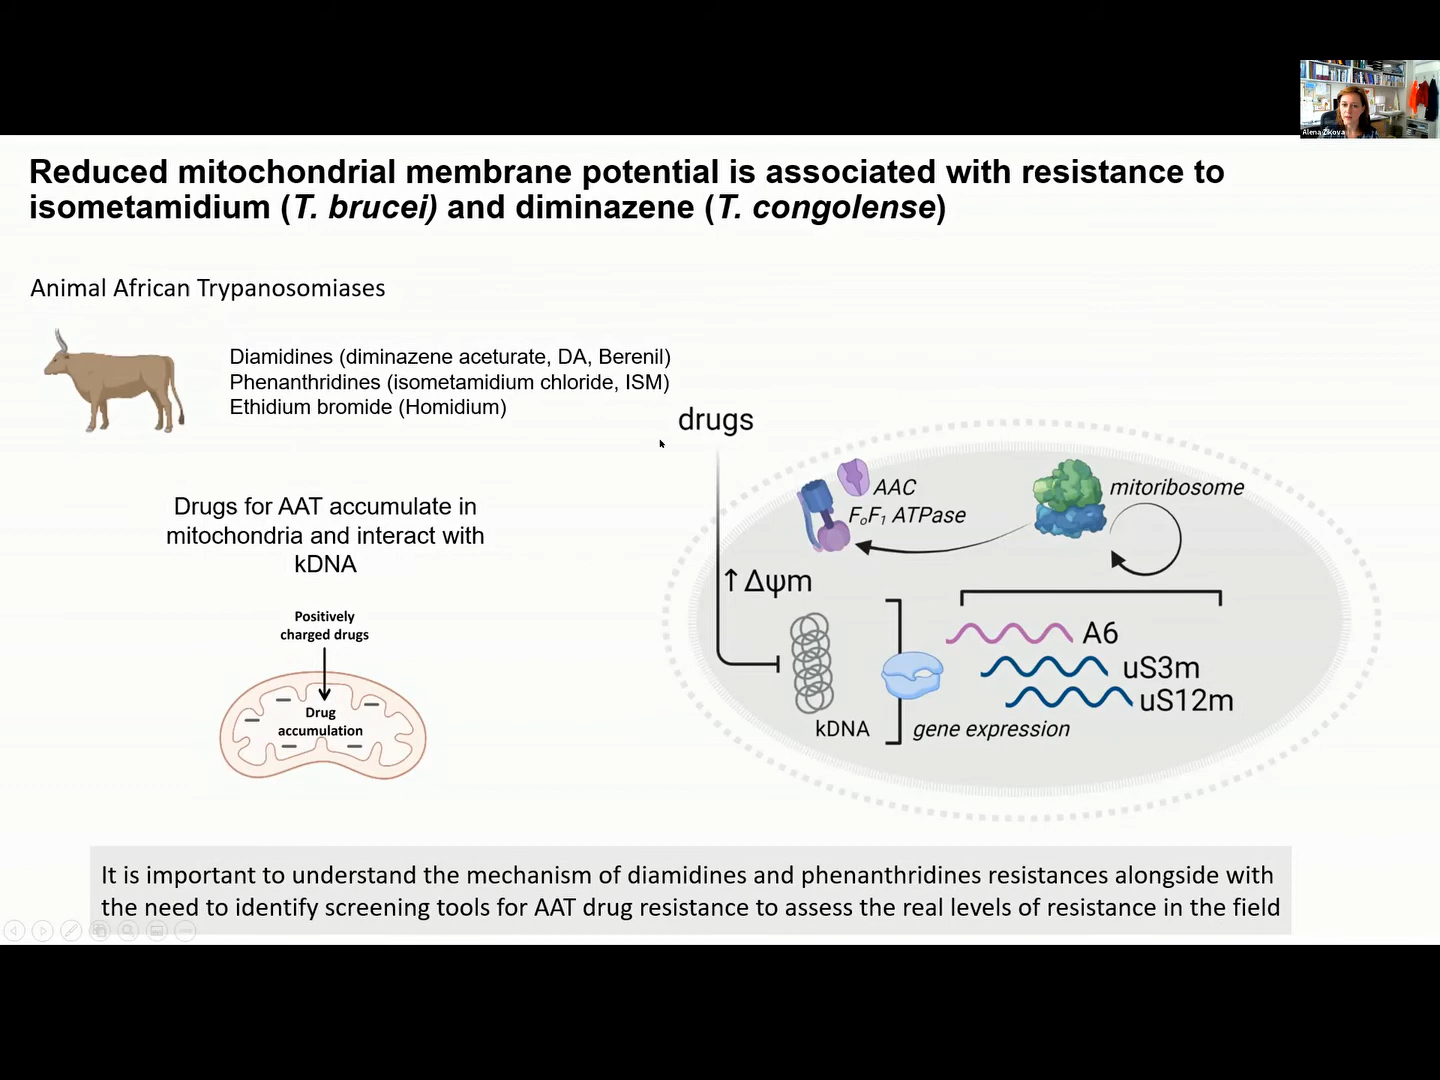 Alena Zikova
Reduced mitochondrial membrane potential is associated with resistance to
isometamidium (T. brucei) and diminazene (T. congolense)
Animal African Trypanosomiases
Diamidines (diminazene aceturate, DA, Berenil)
Phenanthridines (isometamidium chloride, ISM)
Ethidium bromide (Homidium)
drugs
Drugs for AAT accumulate in
mitochondria and interact with
kDNA
Positively
charged drugs
Drug
accumulation
AAC
FₒF₁ ATPase
mitoribosome
↑ Δψm
A6
uS3m
uS12m
kDNA
gene expression
It is important to understand the mechanism of diamidines and phenanthridines resistances alongside with
the need to identify screening tools for AAT drug resistance to assess the real levels of resistance in the field